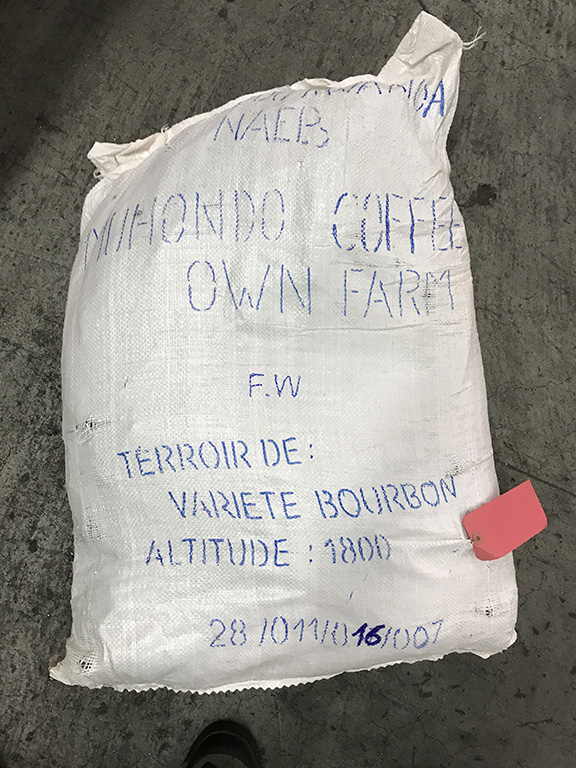 NAEB
MUHONDO COFFEE
OWN FARM
F.W
TERROIR DE:
VARIETE BOURBON
ALTITUDE : 1800
28/011/016/007